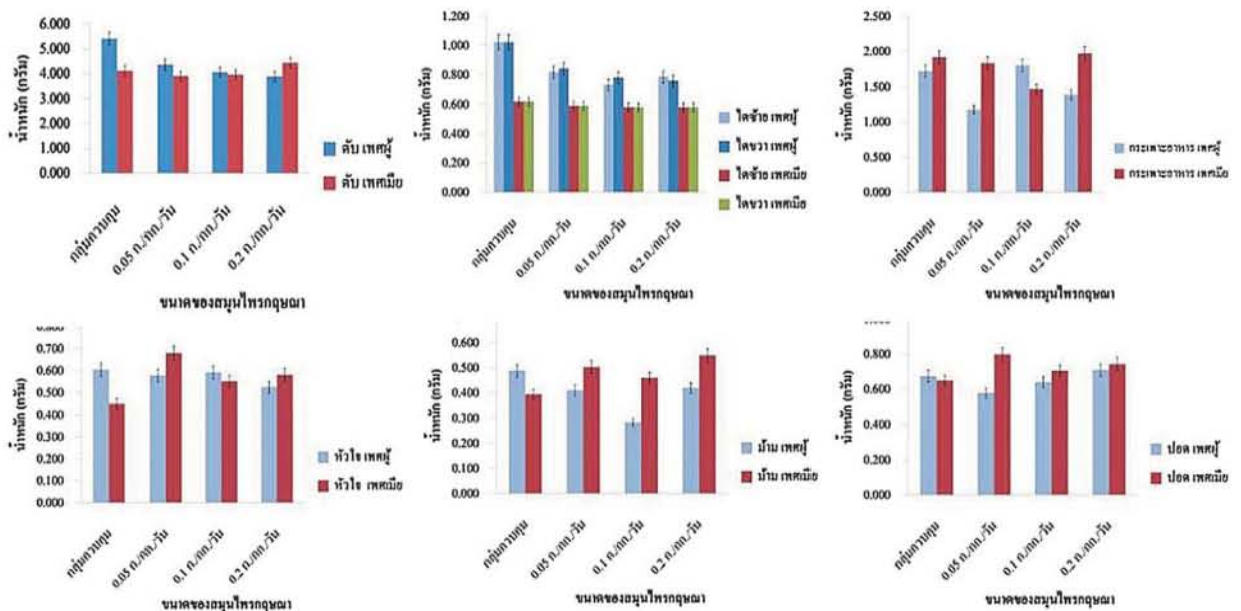 น้ำหนัก (กรัม)
6.000
5.000
4.000
3.000
2.000
1.000
0.000
ตับ เพศผู้
ตับ เพศเมีย
กลุ่มควบคุม
0.05 ก./กก./วัน
0.1 ก./กก./วัน
0.2 ก./กก./วัน
ขนาดของสมุนไพรกฤษณา
น้ำหนัก (กรัม)
1.200
1.000
0.800
0.600
0.400
0.200
0.000
ไตซ้าย เพศผู้
ไตขวา เพศผู้
ไตซ้าย เพศเมีย
ไตขวา เพศเมีย
กลุ่มควบคุม
0.05 ก./กก./วัน
0.1 ก./กก./วัน
0.2 ก./กก./วัน
ขนาดของสมุนไพรกฤษณา
น้ำหนัก (กรัม)
2.500
2.000
1.500
1.000
0.500
0.000
กระเพาะอาหาร เพศผู้
กระเพาะอาหาร เพศเมีย
กลุ่มควบคุม
0.05 ก./กก./วัน
0.1 ก./กก./วัน
0.2 ก./กก./วัน
ขนาดของสมุนไพรกฤษณา
น้ำหนัก (กรัม)
0.800
0.700
0.600
0.500
0.400
0.300
0.200
0.100
0.000
หัวใจ เพศผู้
หัวใจ เพศเมีย
กลุ่มควบคุม
0.05 ก./กก./วัน
0.1 ก./กก./วัน
0.2 ก./กก./วัน
ขนาดของสมุนไพรกฤษณา
น้ำหนัก (กรัม)
0.600
0.500
0.400
0.300
0.200
0.100
0.000
ม้าม เพศผู้
ม้าม เพศเมีย
กลุ่มควบคุม
0.05 ก./กก./วัน
0.1 ก./กก./วัน
0.2 ก./กก./วัน
ขนาดของสมุนไพรกฤษณา
น้ำหนัก (กรัม)
0.800
0.600
0.400
0.200
0.000
ปอด เพศผู้
ปอด เพศเมีย
กลุ่มควบคุม
0.05 ก./กก./วัน
0.1 ก./กก./วัน
0.2 ก./กก./วัน
ขนาดของสมุนไพรกฤษณา